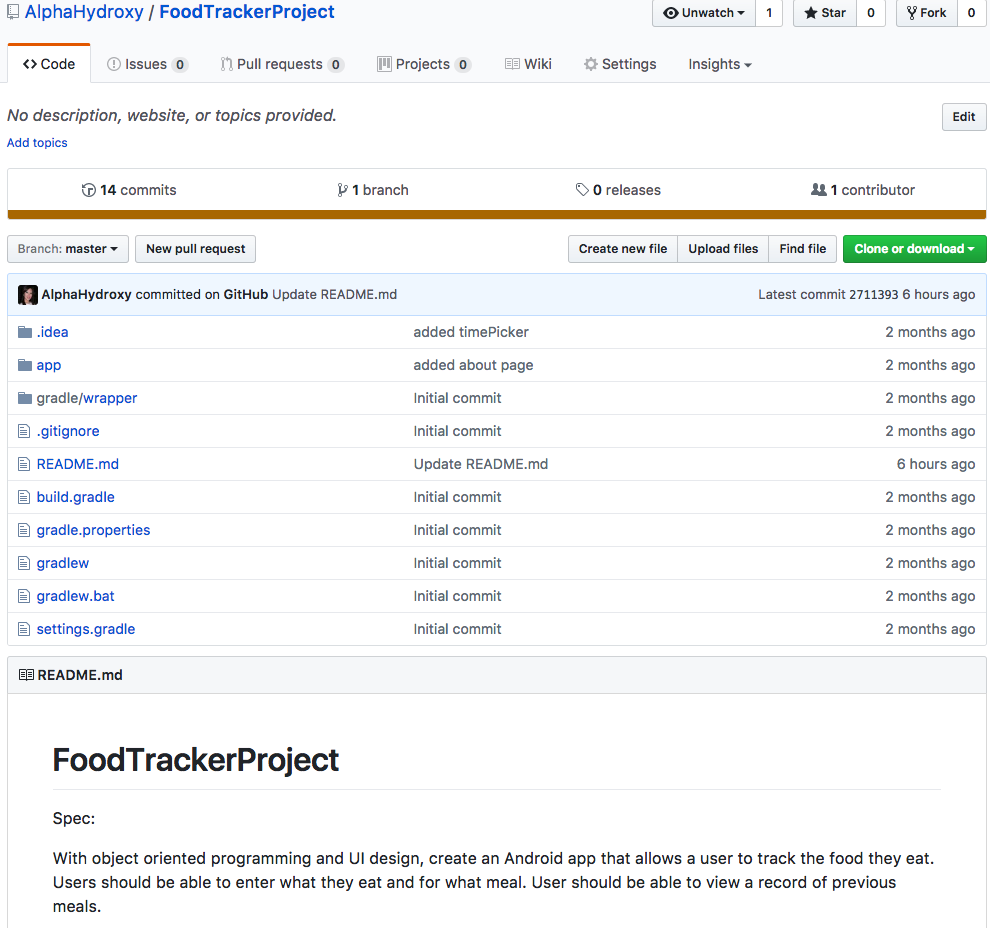 AlphaHydroxy / FoodTrackerProject
Unwatch 1 Star 0 Fork 0
Code Issues 0 Pull requests 0 Projects 0 Wiki Settings Insights
No description, website, or topics provided.
Edit
Add topics
14 commits 1 branch 0 releases 1 contributor
Branch: master New pull request Create new file Upload files Find file Clone or download
AlphaHydroxy committed on GitHub Update README.md Latest commit 2711393 6 hours ago
.idea added timePicker 2 months ago
app added about page 2 months ago
gradle/wrapper Initial commit 2 months ago
.gitignore Initial commit 2 months ago
README.md Update README.md 6 hours ago
build.gradle Initial commit 2 months ago
gradle.properties Initial commit 2 months ago
gradlew Initial commit 2 months ago
gradlew.bat Initial commit 2 months ago
settings.gradle Initial commit 2 months ago
README.md
FoodTrackerProject
Spec:
With object oriented programming and UI design, create an Android app that allows a user to track the food they eat.
Users should be able to enter what they eat and for what meal. User should be able to view a record of previous
meals.